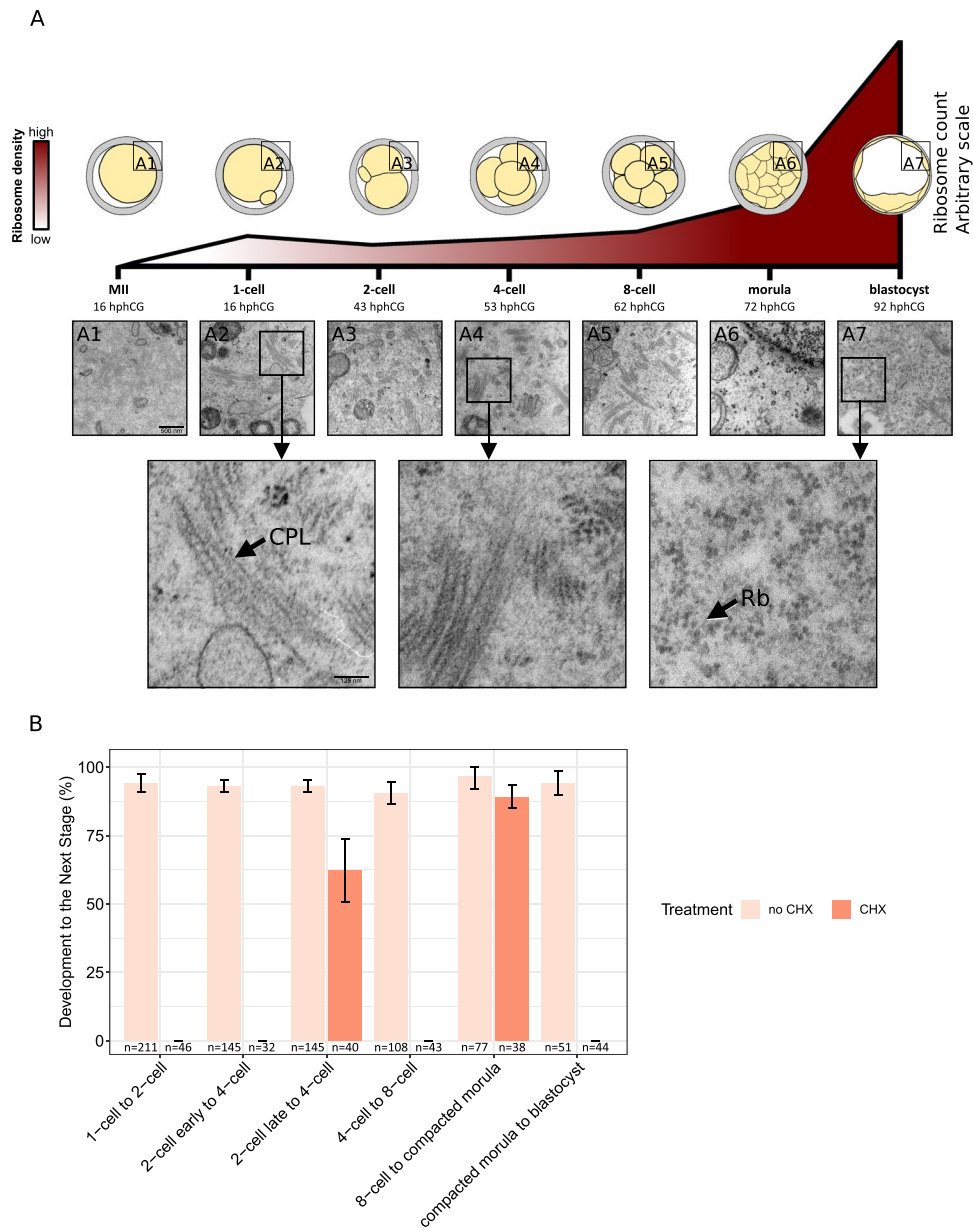 A
Ribosome density
high
low
A1
A2
A3
A4
A5
A6
A7
Ribosome count
Arbitrary scale
MII
1-cell
2-cell
4-cell
8-cell
morula
blastocyst
16 hphCG
16 hphCG
43 hphCG
53 hphCG
62 hphCG
72 hphCG
92 hphCG
A1
A2
A3
A4
A5
A6
A7
500 nm
CPL
Rb
125 nm
B
Development to the Next Stage (%)
100
75
50
25
0
n=211 n=46 n=145 n=32 n=145 n=40 n=108 n=43 n=77 n=38 n=51 n=44
1−cell to 2−cell
2−cell early to 4−cell
2−cell late to 4−cell
4−cell to 8−cell
8−cell to compacted morula
compacted morula to blastocyst
Treatment no CHX CHX